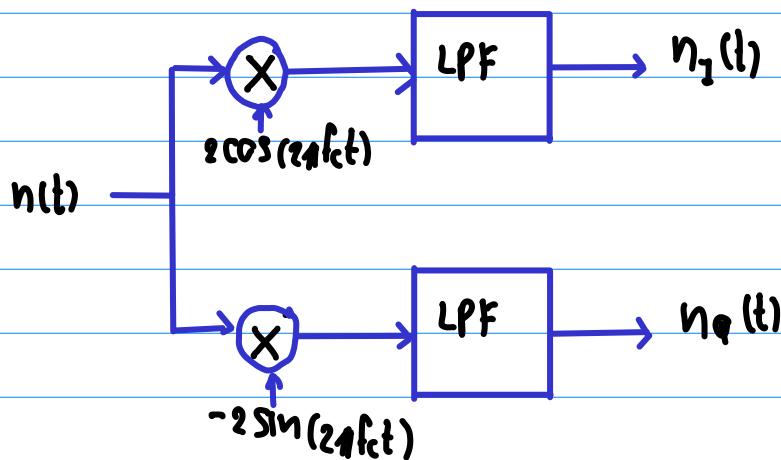 LPF
n_I(t)
2cos(2πf_ct)
n(t)
LPF
n_Q(t)
-2sin(2πf_ct)